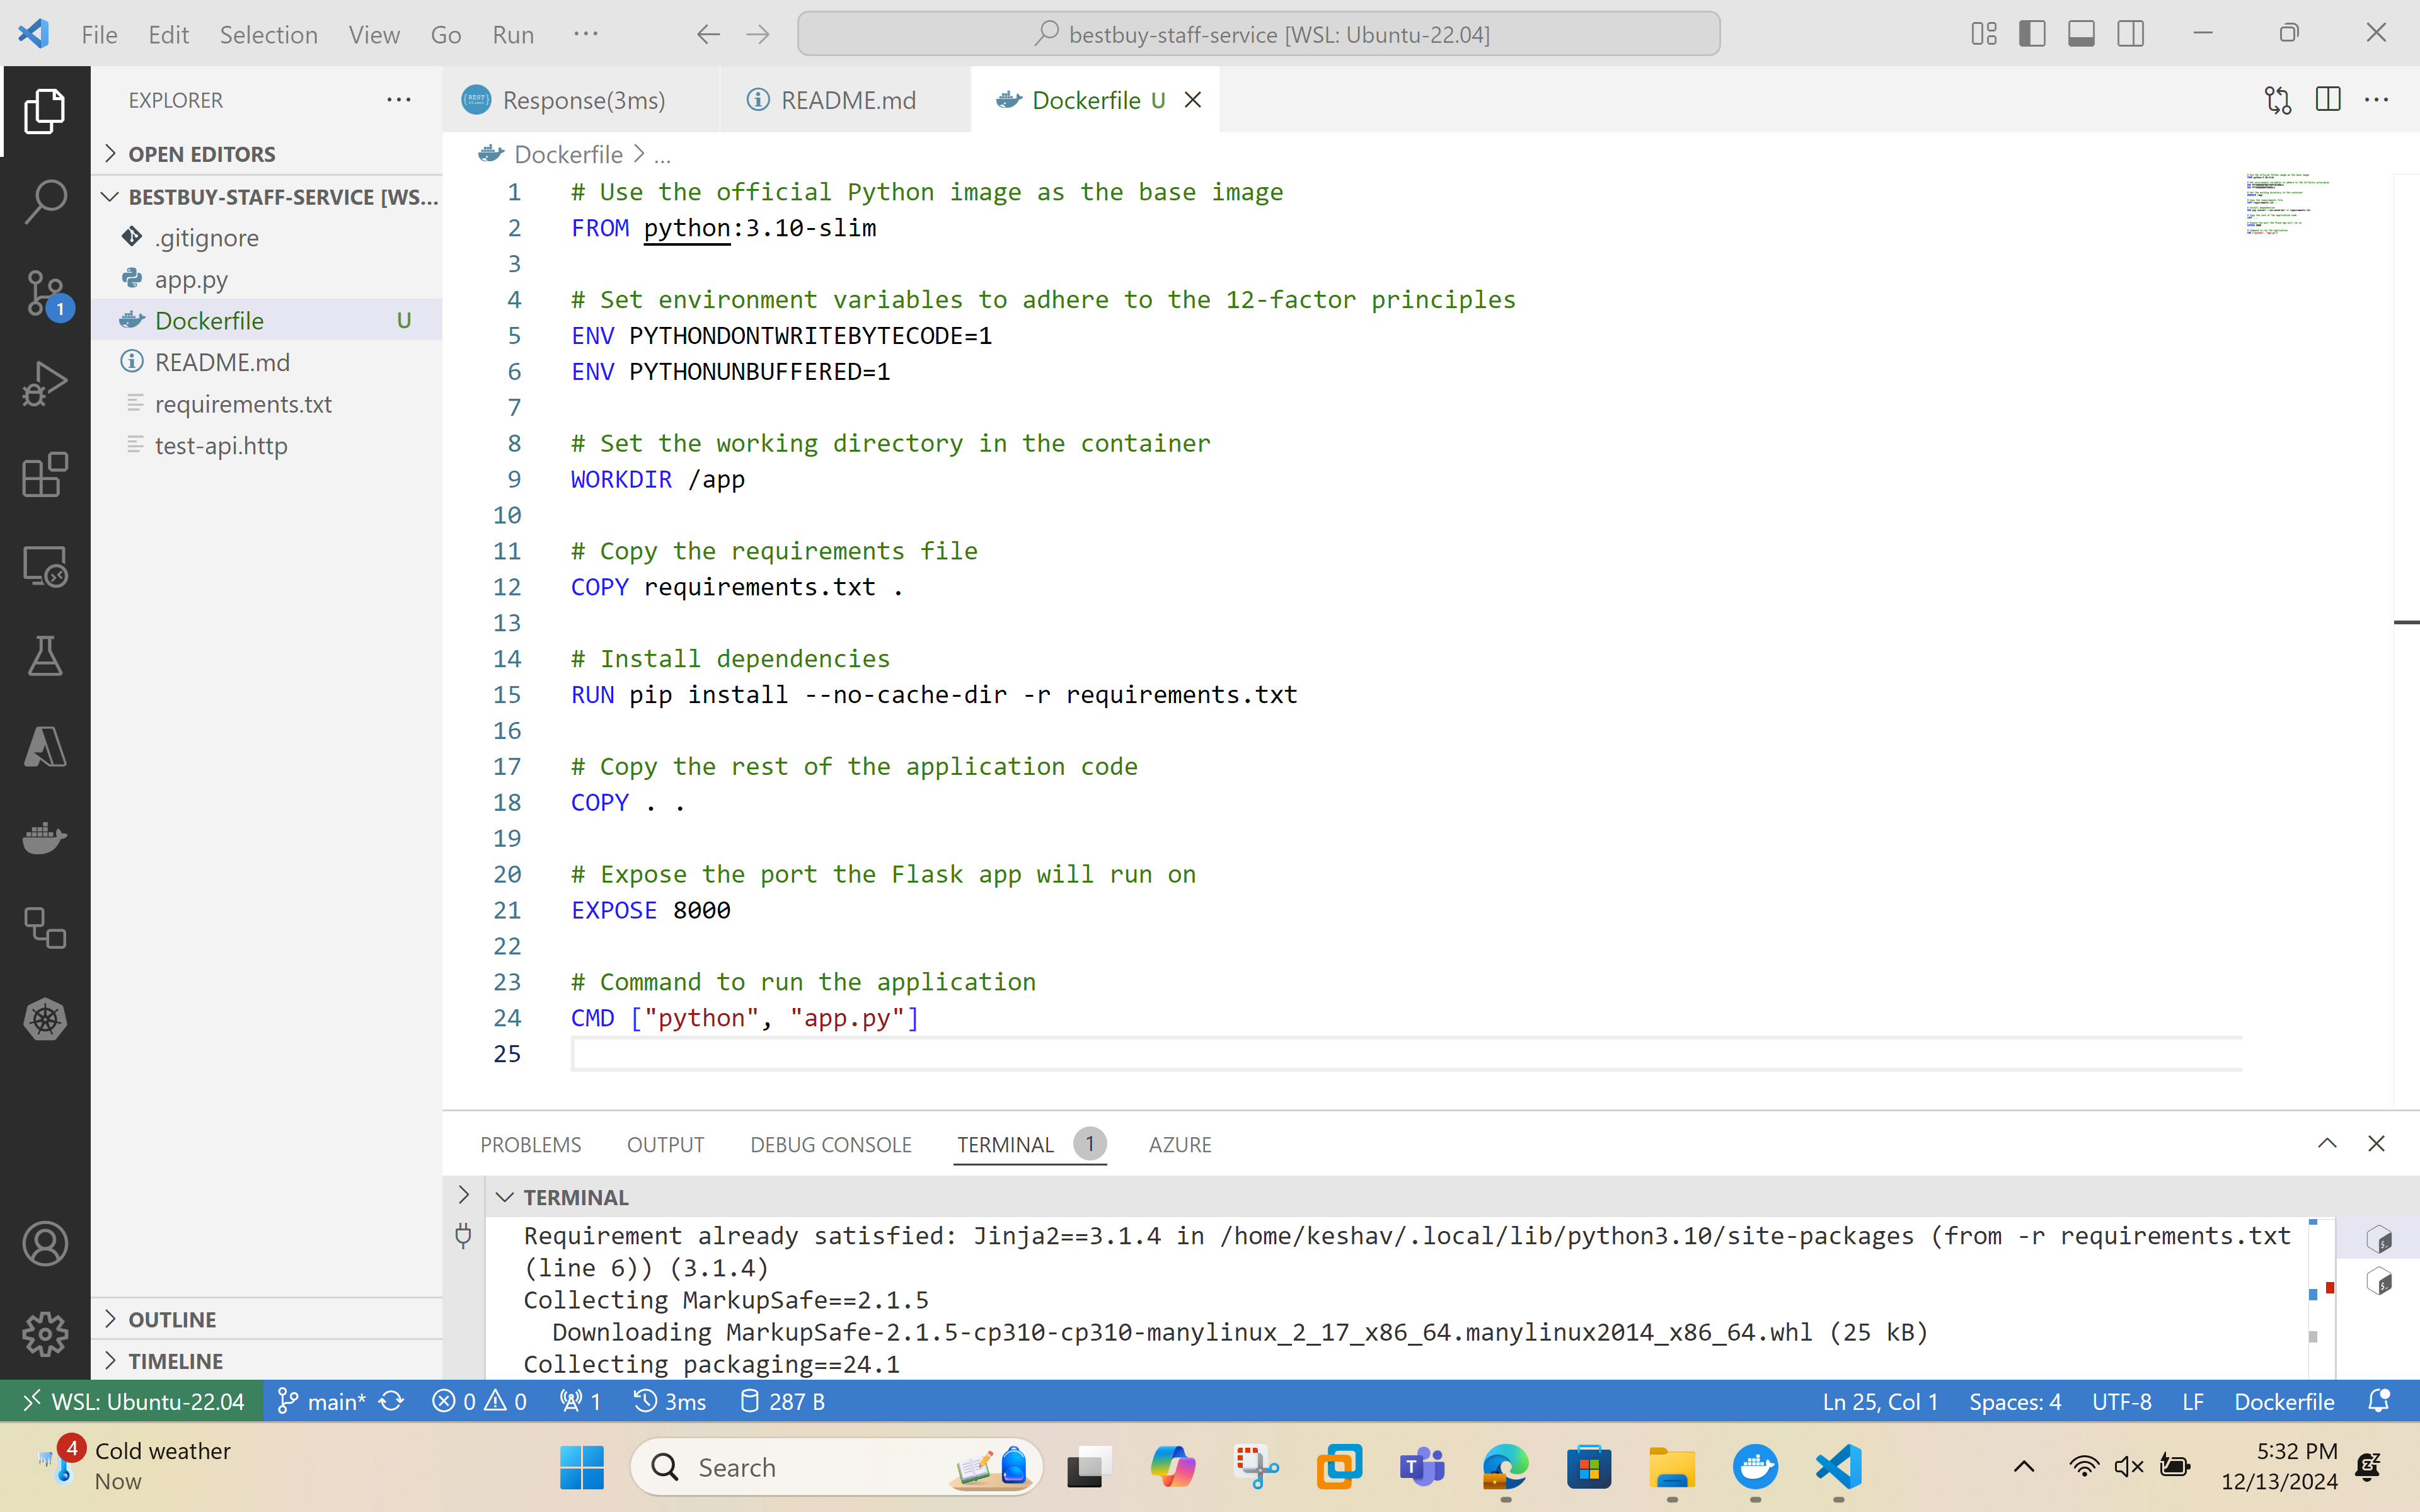 File Edit Selection View Go Run ··· bestbuy-staff-service [WSL: Ubuntu-22.04]
EXPLORER ···
OPEN EDITORS
BESTBUY-STAFF-SERVICE [WS...
.gitignore
app.py
Dockerfile U
README.md
requirements.txt
test-api.http
OUTLINE
TIMELINE
1
Response(3ms) README.md Dockerfile U
Dockerfile > ...
1 # Use the official Python image as the base image
2 FROM python:3.10-slim
3
4 # Set environment variables to adhere to the 12-factor principles
5 ENV PYTHONDONTWRITEBYTECODE=1
6 ENV PYTHONUNBUFFERED=1
7
8 # Set the working directory in the container
9 WORKDIR /app
10
11 # Copy the requirements file
12 COPY requirements.txt .
13
14 # Install dependencies
15 RUN pip install --no-cache-dir -r requirements.txt
16
17 # Copy the rest of the application code
18 COPY . .
19
20 # Expose the port the Flask app will run on
21 EXPOSE 8000
22
23 # Command to run the application
24 CMD ["python", "app.py"]
25
PROBLEMS OUTPUT DEBUG CONSOLE TERMINAL 1 AZURE
TERMINAL
Requirement already satisfied: Jinja2==3.1.4 in /home/keshav/.local/lib/python3.10/site-packages (from -r requirements.txt
(line 6)) (3.1.4)
Collecting MarkupSafe==2.1.5
Downloading MarkupSafe-2.1.5-cp310-cp310-manylinux_2_17_x86_64.manylinux2014_x86_64.whl (25 kB)
Collecting packaging==24.1
WSL: Ubuntu-22.04 main* 0 0 1 3ms 287 B Ln 25, Col 1 Spaces: 4 UTF-8 LF Dockerfile
4 Cold weather
Now
Search
5:32 PM
12/13/2024